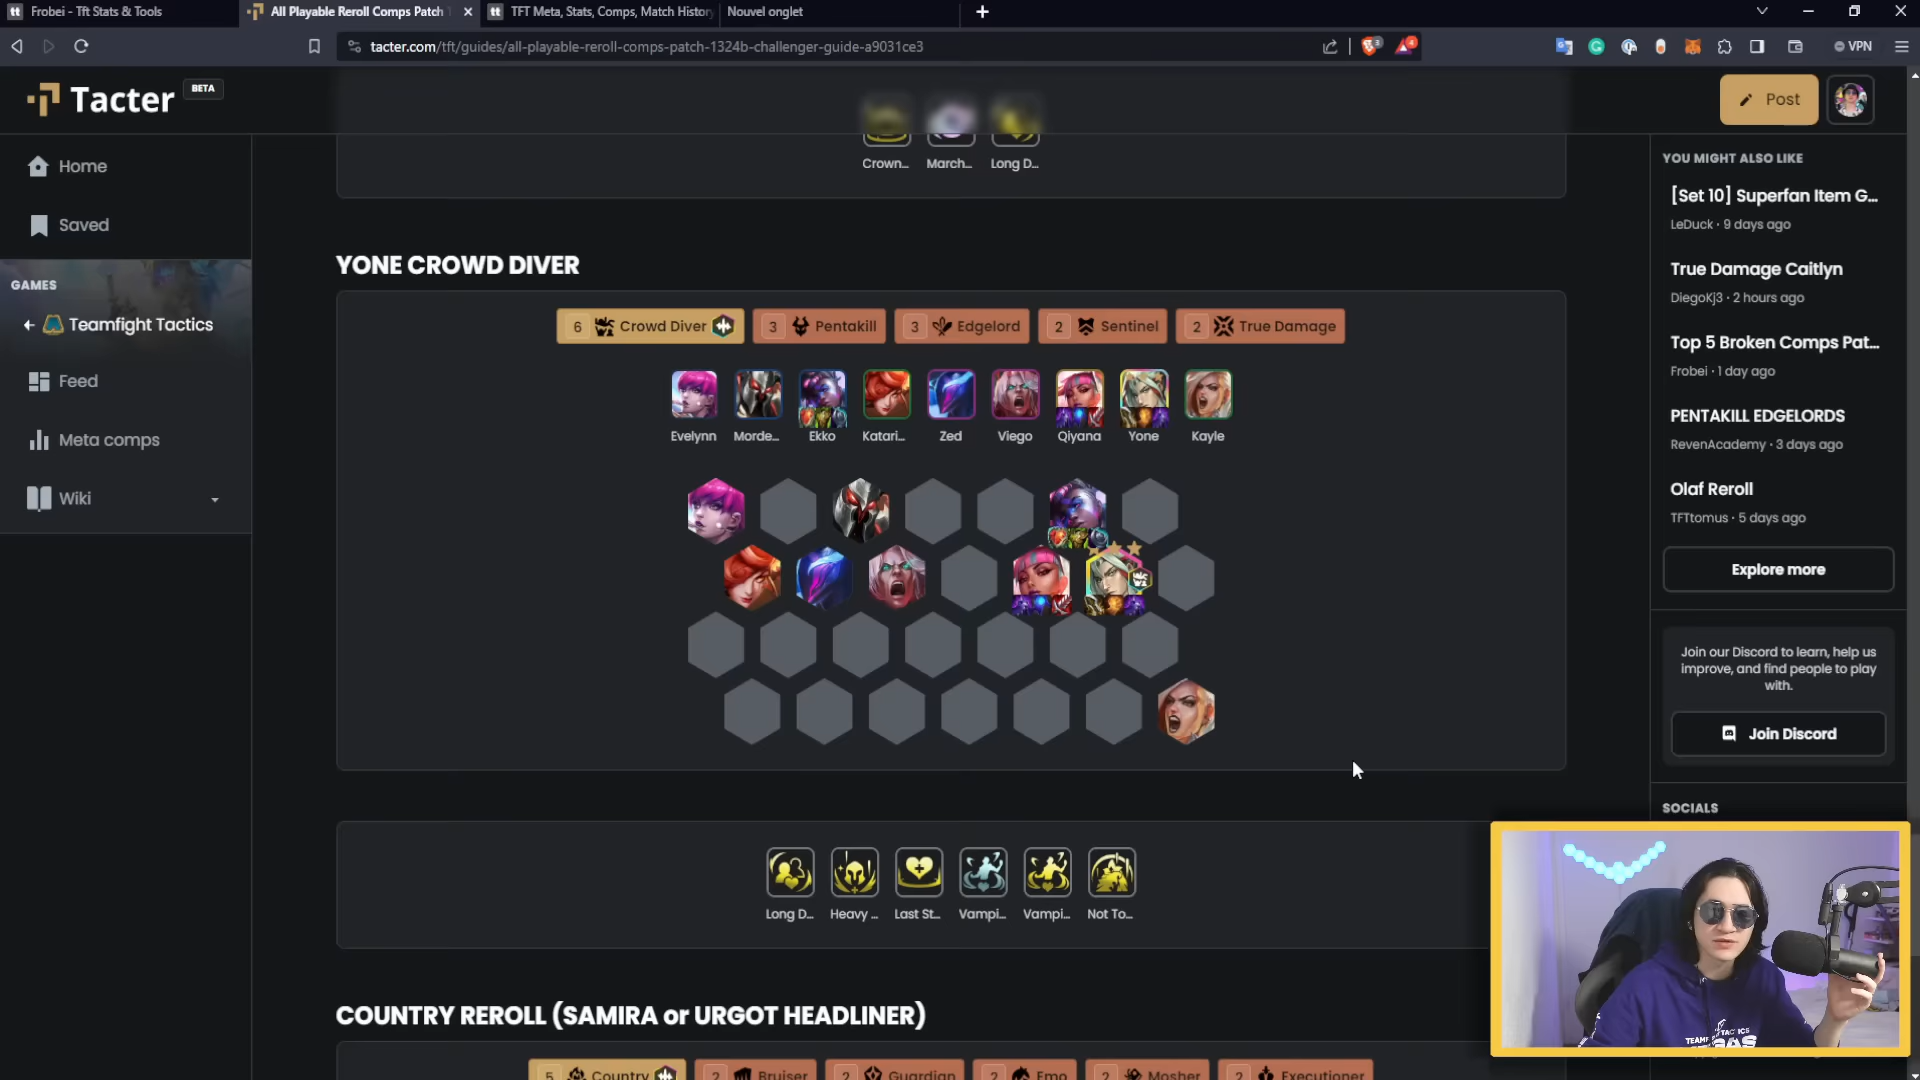 Frobei - Tft Stats & Tools
All Playable Reroll Comps Patch
TFT Meta, Stats, Comps, Match History
Nouvel onglet
tacter.com/tft/guides/all-playable-reroll-comps-patch-1324b-challenger-guide-a9031ce3
VPN
Tacter
BETA
Post
Home
Saved
GAMES
Teamfight Tactics
Feed
Meta comps
Wiki
Crown...
March...
Long D...
YONE CROWD DIVER
6 Crowd Diver
3 Pentakill
3 Edgelord
2 Sentinel
2 True Damage
Evelynn
Morde...
Ekko
Katari...
Zed
Viego
Qiyana
Yone
Kayle
Long D...
Heavy ...
Last St...
Vampi...
Vampi...
Not To...
COUNTRY REROLL (SAMIRA or URGOT HEADLINER)
5 Country
2 Bruiser
2 Guardian
2 Emo
2 Mosher
2 Executioner
YOU MIGHT ALSO LIKE
[Set 10] Superfan Item G...
LeDuck · 9 days ago
True Damage Caitlyn
DiegoKj3 · 2 hours ago
Top 5 Broken Comps Pat...
Frobei · 1 day ago
PENTAKILL EDGELORDS
RevenAcademy · 3 days ago
Olaf Reroll
TFTtomus · 5 days ago
Explore more
Join our Discord to learn, help us
improve, and find people to play
with.
Join Discord
SOCIALS